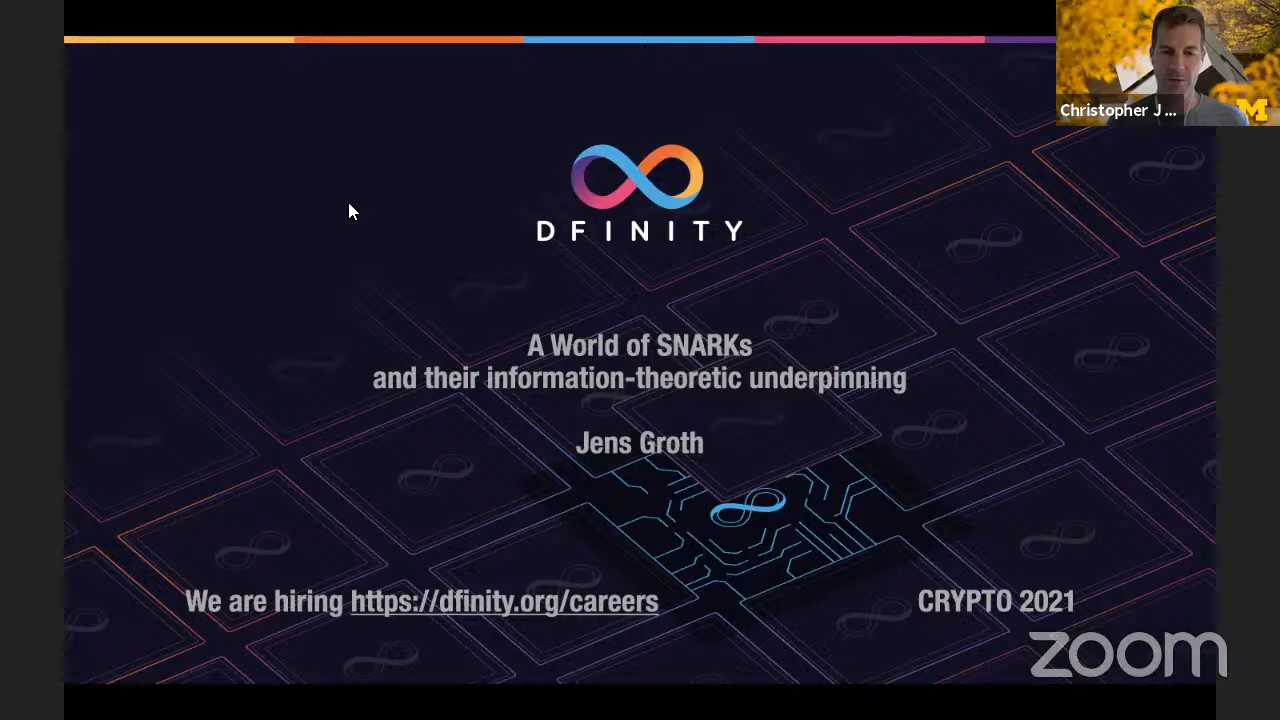 Christopher J ...
M
DFINITY
A World of SNARKs
and their information-theoretic underpinning
Jens Groth
We are hiring https://dfinity.org/careers
CRYPTO 2021
zoom